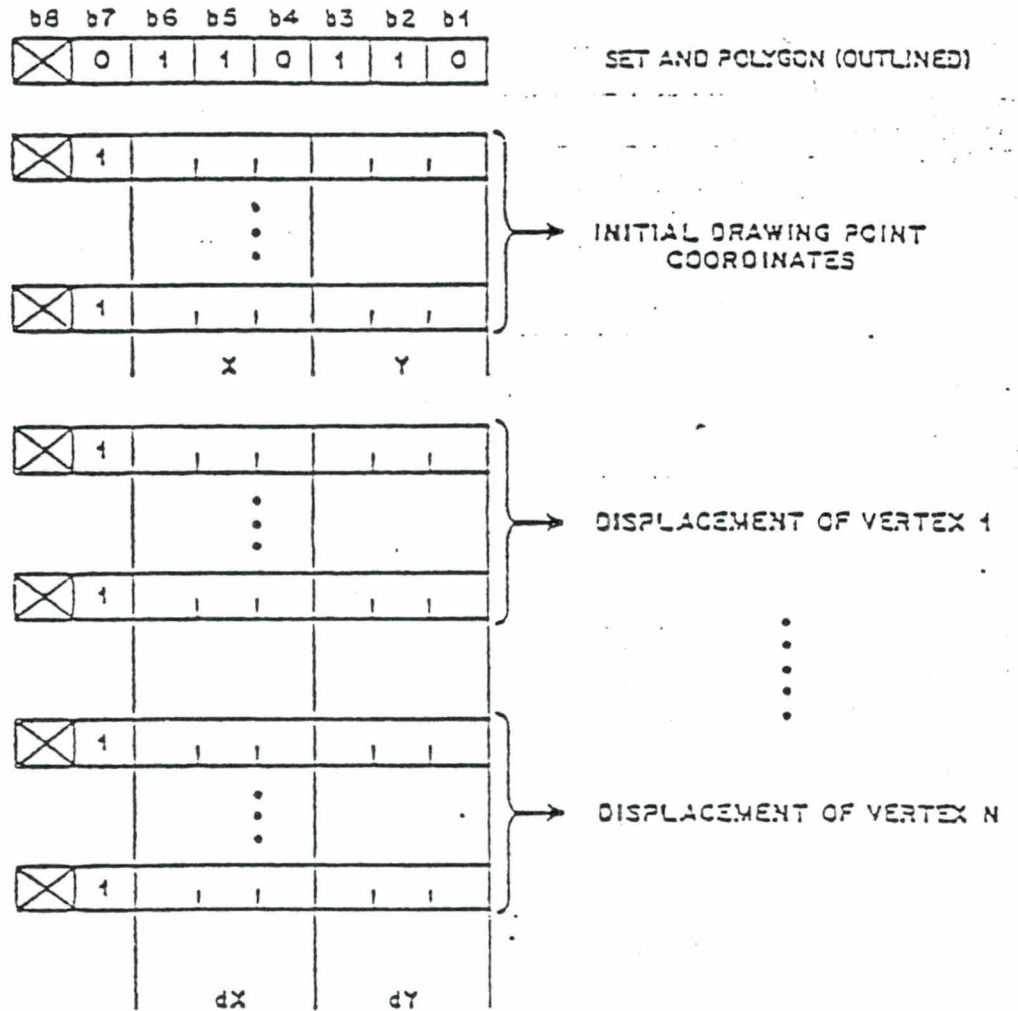 b8 b7 b6 b5 b4 b3 b2 b1
0 1 1 0 1 1 0 SET AND POLYGON (OUTLINED)
1
INITIAL DRAWING POINT
COORDINATES
1
X Y
1
DISPLACEMENT OF VERTEX 1
1
1
DISPLACEMENT OF VERTEX N
1
dX dY